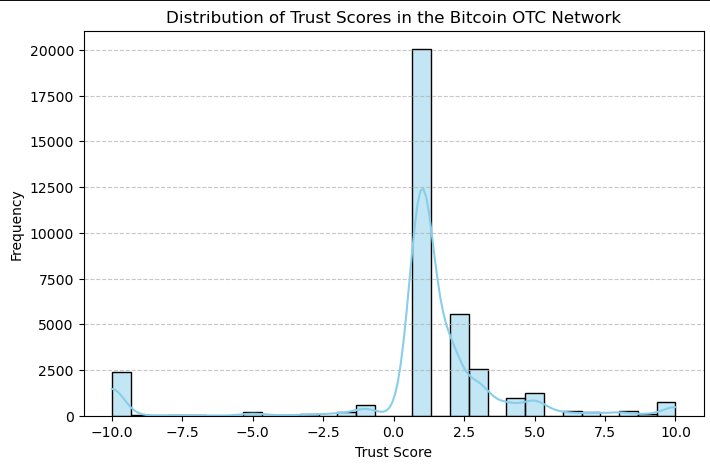 Distribution of Trust Scores in the Bitcoin OTC Network
20000
17500
15000
12500
10000
7500
5000
2500
0
Frequency
−10.0 −7.5 −5.0 −2.5 0.0 2.5 5.0 7.5 10.0
Trust Score